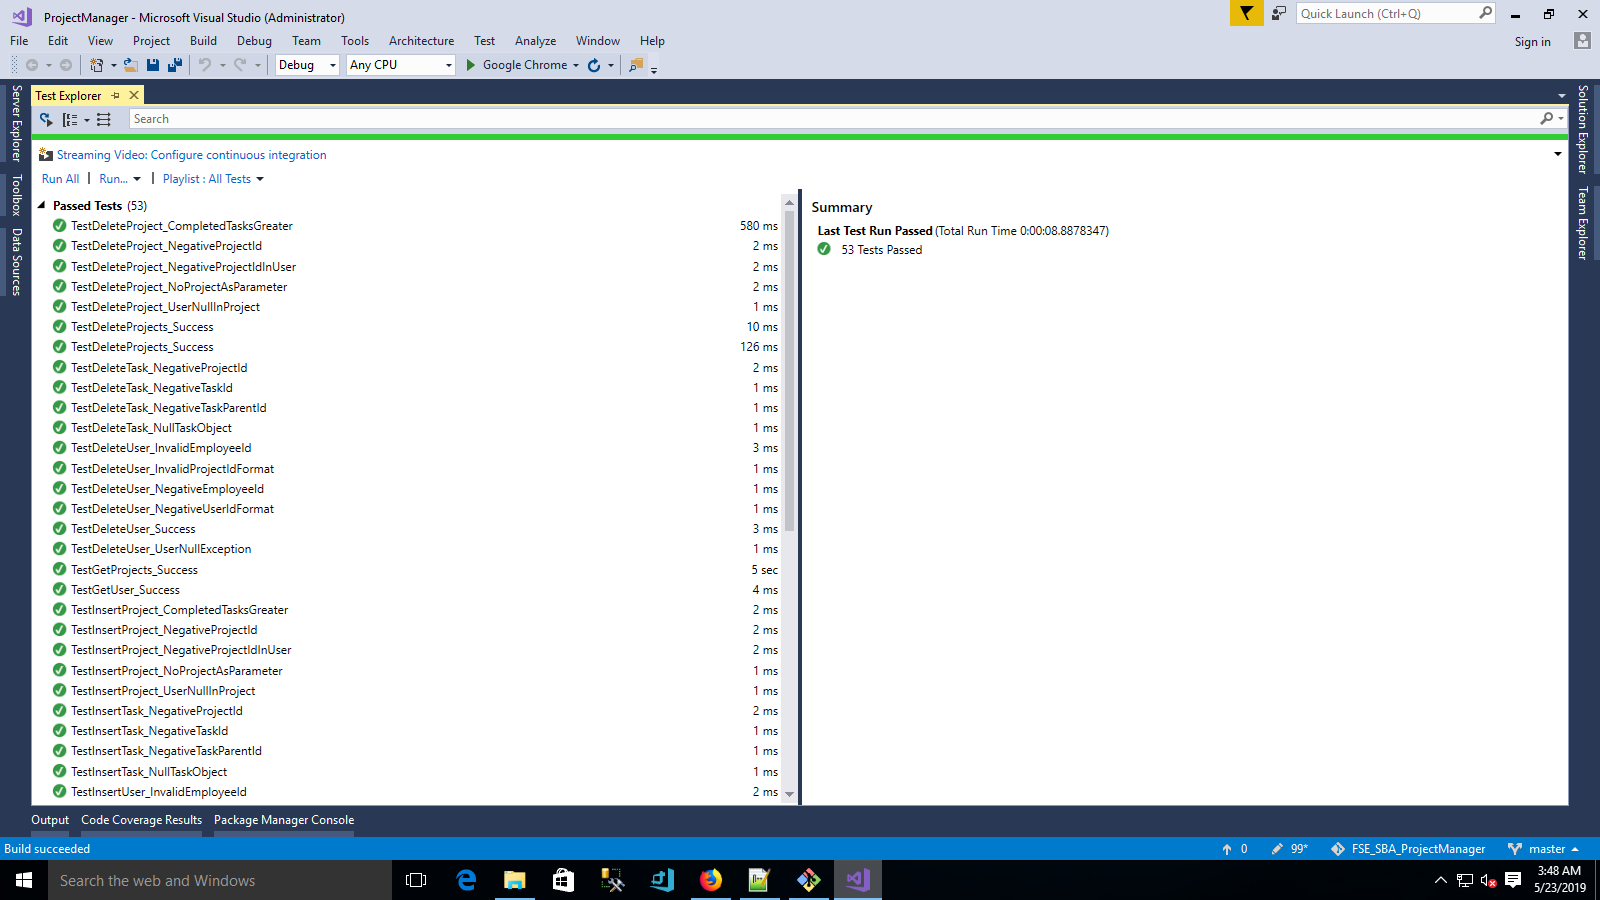 ProjectManager - Microsoft Visual Studio (Administrator)
Quick Launch (Ctrl+Q)
File Edit View Project Build Debug Team Tools Architecture Test Analyze Window Help
Sign in
Debug Any CPU Google Chrome
Server Explorer
Toolbox
Data Sources
Test Explorer
Search
Streaming Video: Configure continuous integration
Run All | Run... | Playlist : All Tests
Passed Tests (53)
TestDeleteProject_CompletedTasksGreater 580 ms
TestDeleteProject_NegativeProjectId 2 ms
TestDeleteProject_NegativeProjectIdInUser 2 ms
TestDeleteProject_NoProjectAsParameter 2 ms
TestDeleteProject_UserNullInProject 1 ms
TestDeleteProjects_Success 10 ms
TestDeleteProjects_Success 126 ms
TestDeleteTask_NegativeProjectId 2 ms
TestDeleteTask_NegativeTaskId 1 ms
TestDeleteTask_NegativeTaskParentId 1 ms
TestDeleteTask_NullTaskObject 1 ms
TestDeleteUser_InvalidEmployeeId 3 ms
TestDeleteUser_InvalidProjectIdFormat 1 ms
TestDeleteUser_NegativeEmployeeId 1 ms
TestDeleteUser_NegativeUserIdFormat 1 ms
TestDeleteUser_Success 3 ms
TestDeleteUser_UserNullException 1 ms
TestGetProjects_Success 5 sec
TestGetUser_Success 4 ms
TestInsertProject_CompletedTasksGreater 2 ms
TestInsertProject_NegativeProjectId 2 ms
TestInsertProject_NegativeProjectIdInUser 2 ms
TestInsertProject_NoProjectAsParameter 1 ms
TestInsertProject_UserNullInProject 1 ms
TestInsertTask_NegativeProjectId 2 ms
TestInsertTask_NegativeTaskId 1 ms
TestInsertTask_NegativeTaskParentId 1 ms
TestInsertTask_NullTaskObject 1 ms
TestInsertUser_InvalidEmployeeId 2 ms
Summary
Last Test Run Passed (Total Run Time 0:00:08.8878347)
53 Tests Passed
Solution Explorer
Team Explorer
Output Code Coverage Results Package Manager Console
Build succeeded
0 99* FSE_SBA_ProjectManager master
Search the web and Windows
3:48 AM
5/23/2019